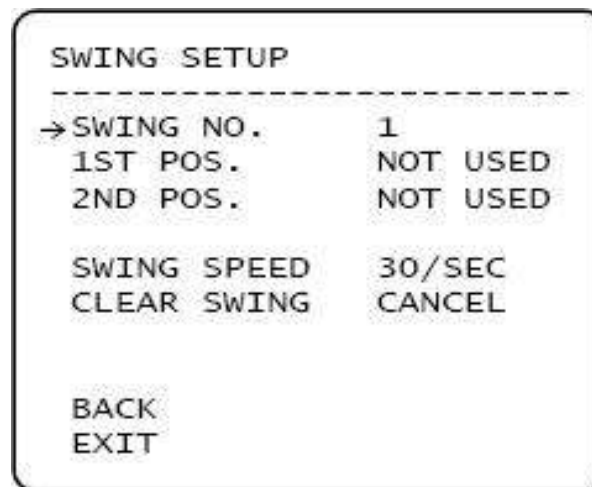 SWING SETUP
--------------------------
→SWING NO. 1
1ST POS. NOT USED
2ND POS. NOT USED
SWING SPEED 30/SEC
CLEAR SWING CANCEL
BACK
EXIT